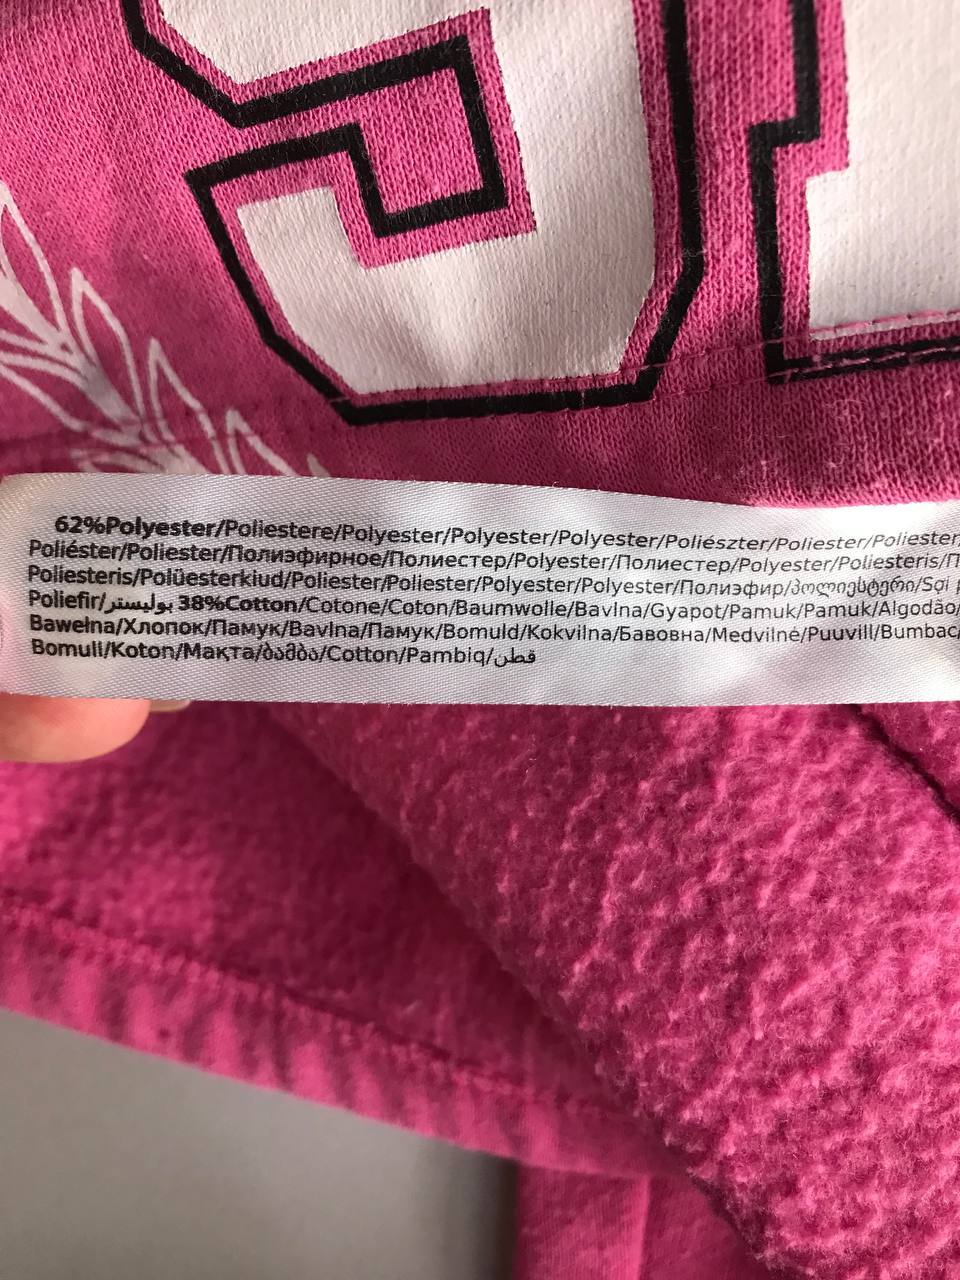 62%Polyester/Poliestere/Polyester/Polyester/Polyester/Poliészter/Poliester/Poliester/
Poliéster/Poliester/Полиэфирное/Полиестер/Polyester/Полиестер/Polyester/Poliesteris/
Poliesteris/Polüesterkiud/Poliester/Poliester/Polyester/Polyester/Полиэфир/პოლიესტერი/Sợi
Poliefir/بوليستر 38%Cotton/Cotone/Coton/Baumwolle/Bavlna/Gyapot/Pamuk/Pamuk/Algodão/
Bawełna/Хлопок/Памук/Bavlna/Памук/Bomuld/Kokvilna/Бавовна/Medvilnė/Puuvill/Bumbac/
Bomull/Koton/Мақта/ბამბა/Cotton/Pambiq/قطن